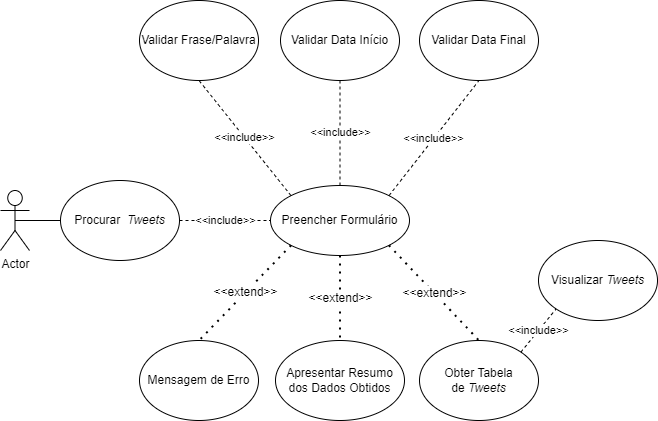 Validar Frase/Palavra
Validar Data Início
Validar Data Final
<<include>>
<<include>>
<<include>>
Procurar Tweets
<<include>>
Preencher Formulário
Actor
<<extend>>
<<extend>>
<<extend>>
Visualizar Tweets
<<include>>
Mensagem de Erro
Apresentar Resumo
dos Dados Obtidos
Obter Tabela
de Tweets